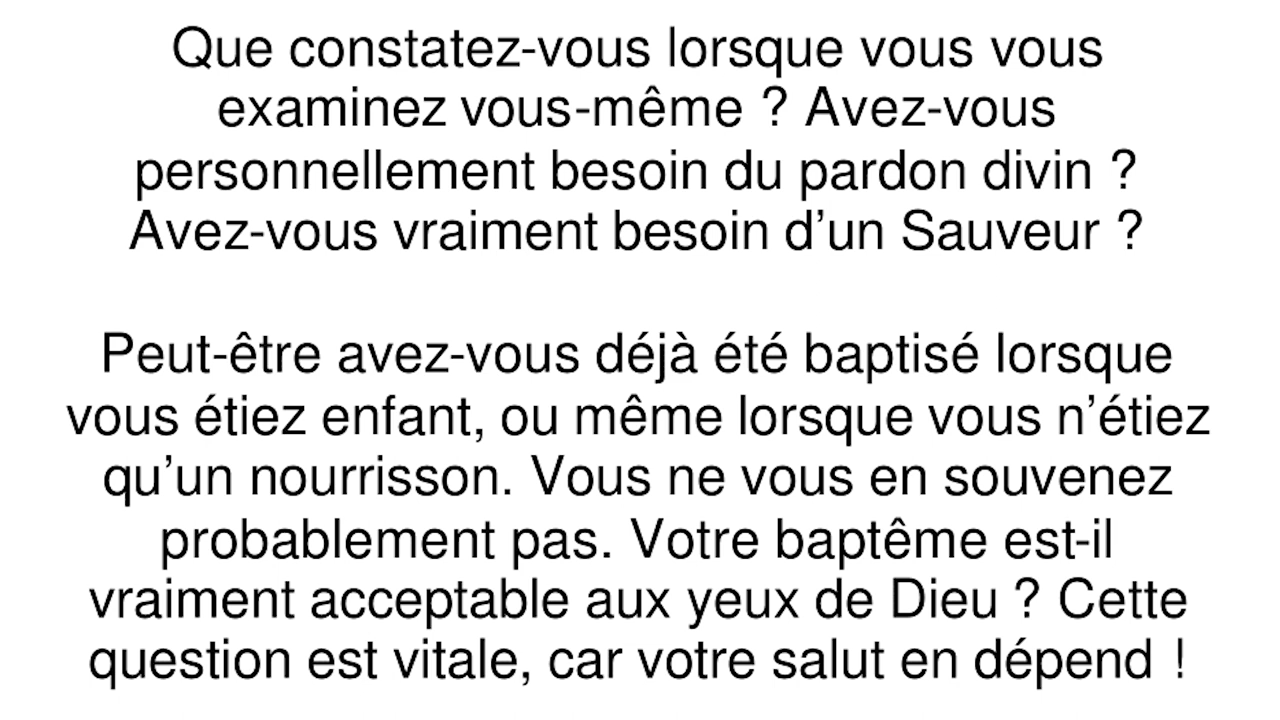 Que constatez-vous lorsque vous vous
examinez vous-même ? Avez-vous
personnellement besoin du pardon divin ?
Avez-vous vraiment besoin d’un Sauveur ?
Peut-être avez-vous déjà été baptisé lorsque
vous étiez enfant, ou même lorsque vous n’étiez
qu’un nourrisson. Vous ne vous en souvenez
probablement pas. Votre baptême est-il
vraiment acceptable aux yeux de Dieu ? Cette
question est vitale, car votre salut en dépend !